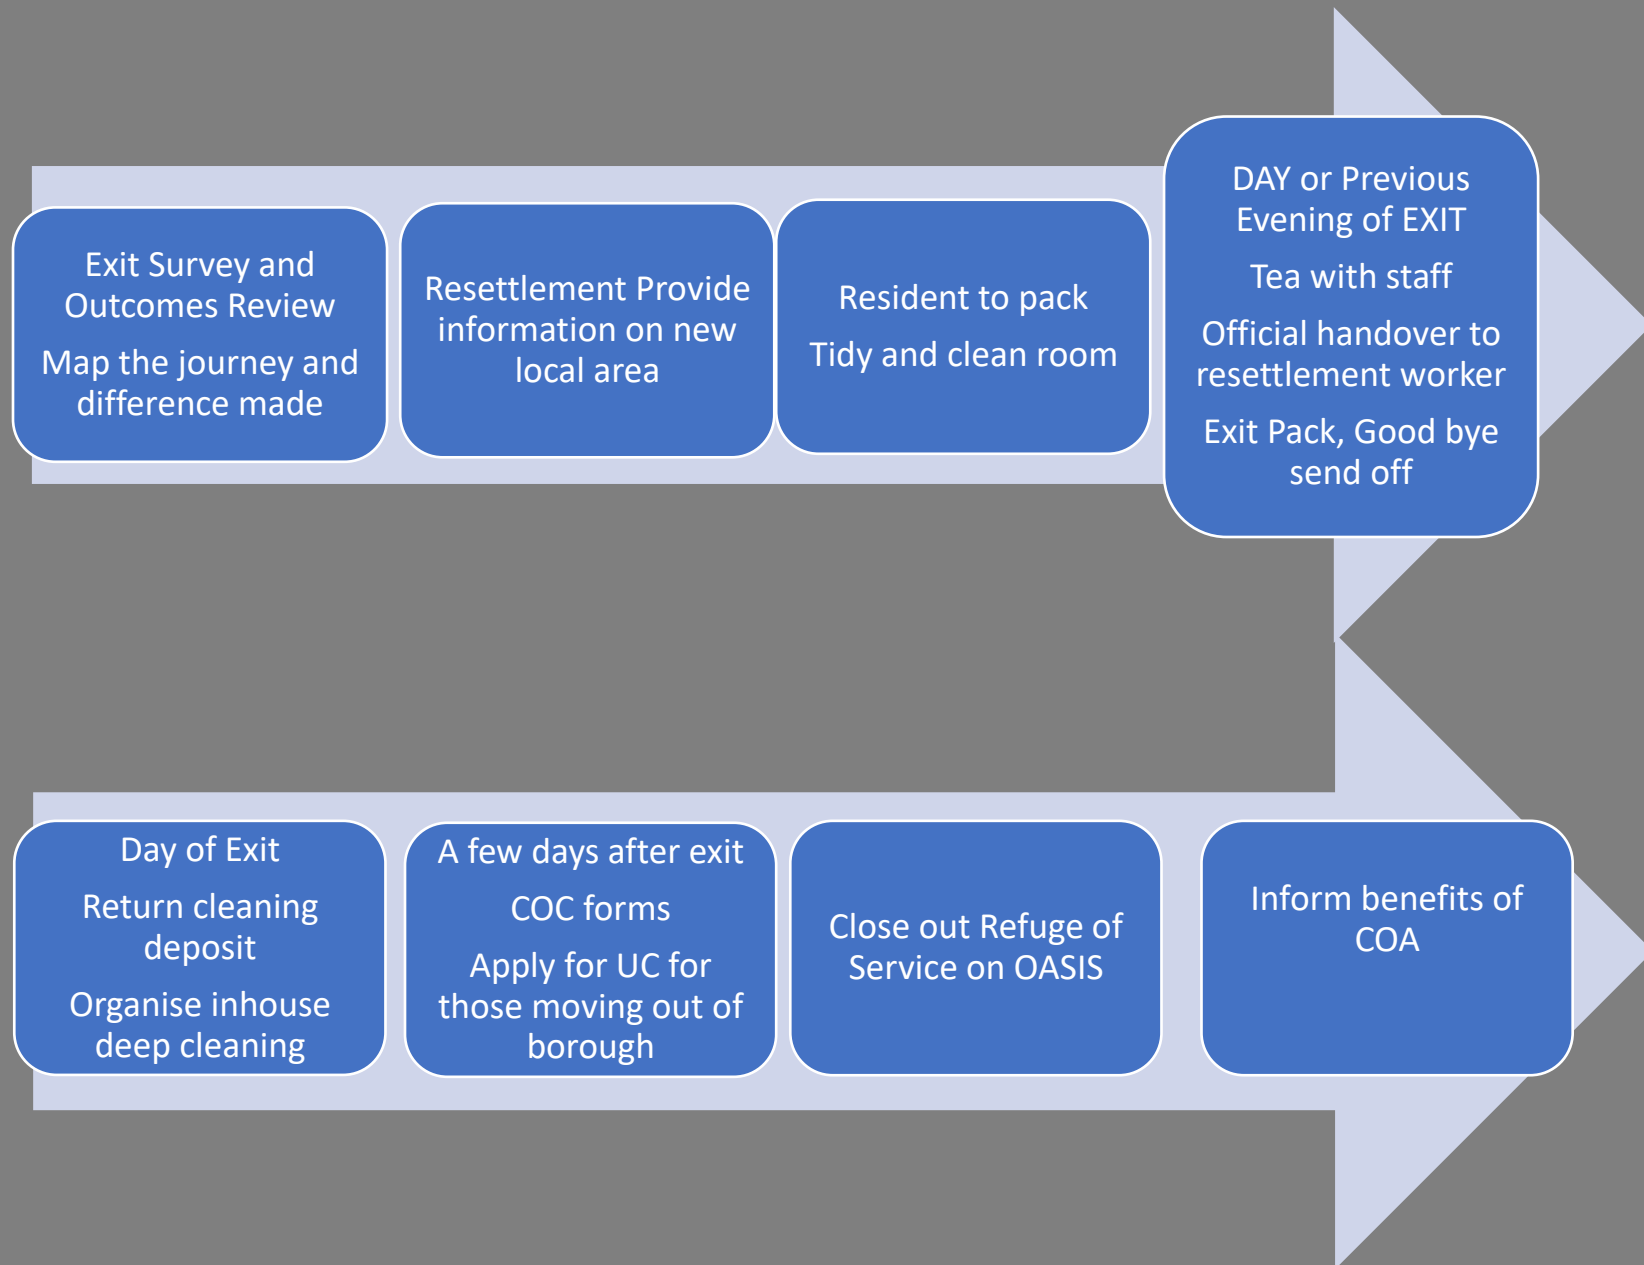 Exit Survey and
Outcomes Review
Map the journey and
difference made
Resettlement Provide
information on new
local area
Resident to pack
Tidy and clean room
DAY or Previous
Evening of EXIT
Tea with staff
Official handover to
resettlement worker
Exit Pack, Good bye
send off
Day of Exit
Return cleaning
deposit
Organise inhouse
deep cleaning
A few days after exit
COC forms
Apply for UC for
those moving out of
borough
Close out Refuge of
Service on OASIS
Inform benefits of
COA